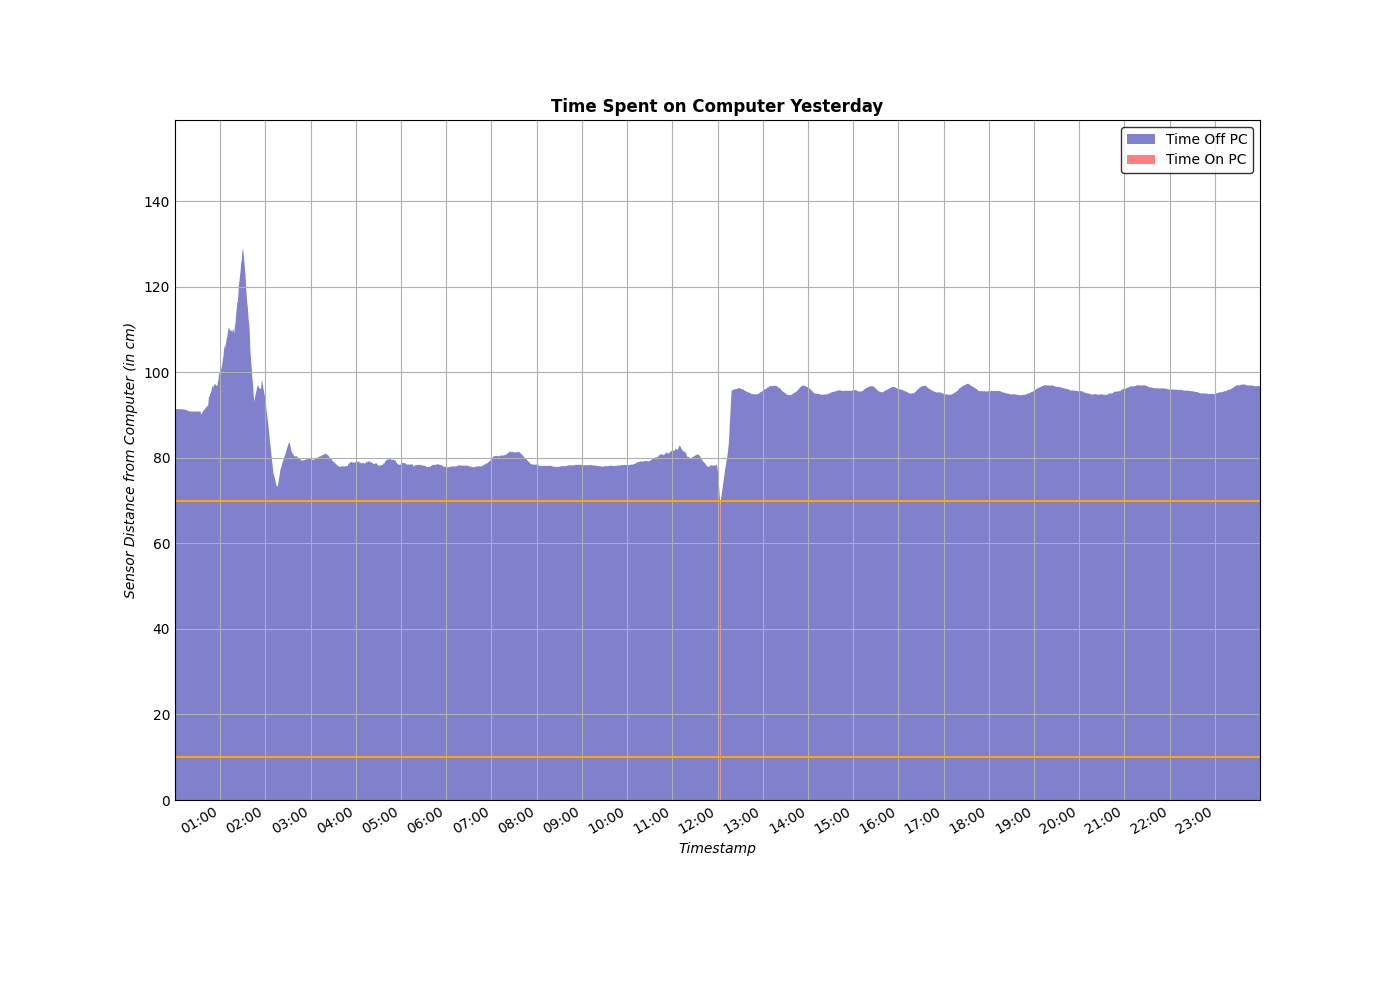 Time Spent on Computer Yesterday
Time Off PC
Time On PC
140
120
100
80
60
40
20
0
Sensor Distance from Computer (in cm)
01:00 02:00 03:00 04:00 05:00 06:00 07:00 08:00 09:00 10:00 11:00 12:00 13:00 14:00 15:00 16:00 17:00 18:00 19:00 20:00 21:00 22:00 23:00
Timestamp